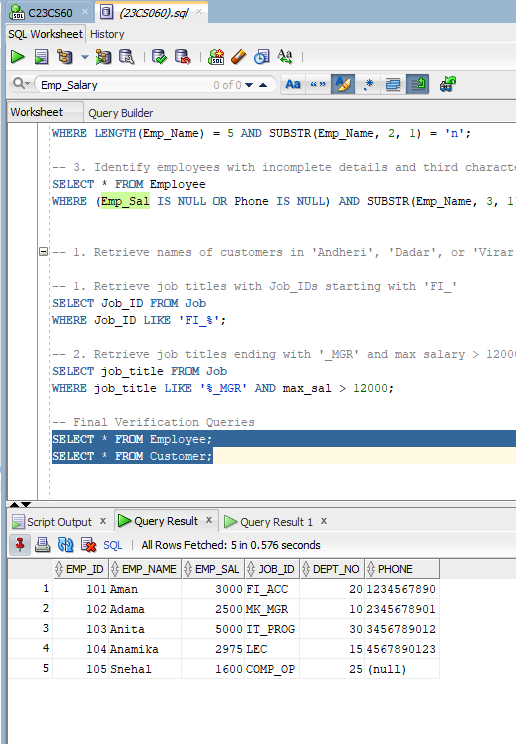 C23CS60 (23CS060).sql
SQL Worksheet History
Emp_Salary 0 of 0 Aa “ ” .*
Worksheet Query Builder
WHERE LENGTH(Emp_Name) = 5 AND SUBSTR(Emp_Name, 2, 1) = 'n';
-- 3. Identify employees with incomplete details and third characte
SELECT * FROM Employee
WHERE (Emp_Sal IS NULL OR Phone IS NULL) AND SUBSTR(Emp_Name, 3, 1
-- 1. Retrieve names of customers in 'Andheri', 'Dadar', or 'Virar
-- 1. Retrieve job titles with Job_IDs starting with 'FI_'
SELECT Job_ID FROM Job
WHERE Job_ID LIKE 'FI_%';
-- 2. Retrieve job titles ending with '_MGR' and max salary > 12000
SELECT job_title FROM Job
WHERE job_title LIKE '%_MGR' AND max_sal > 12000;
-- Final Verification Queries
SELECT * FROM Employee;
SELECT * FROM Customer;
Script Output x Query Result x Query Result 1 x
SQL | All Rows Fetched: 5 in 0.576 seconds
EMP_ID EMP_NAME EMP_SAL JOB_ID DEPT_NO PHONE
1 101 Aman 3000 FI_ACC 20 1234567890
2 102 Adama 2500 MK_MGR 10 2345678901
3 103 Anita 5000 IT_PROG 30 3456789012
4 104 Anamika 2975 LEC 15 4567890123
5 105 Snehal 1600 COMP_OP 25 (null)